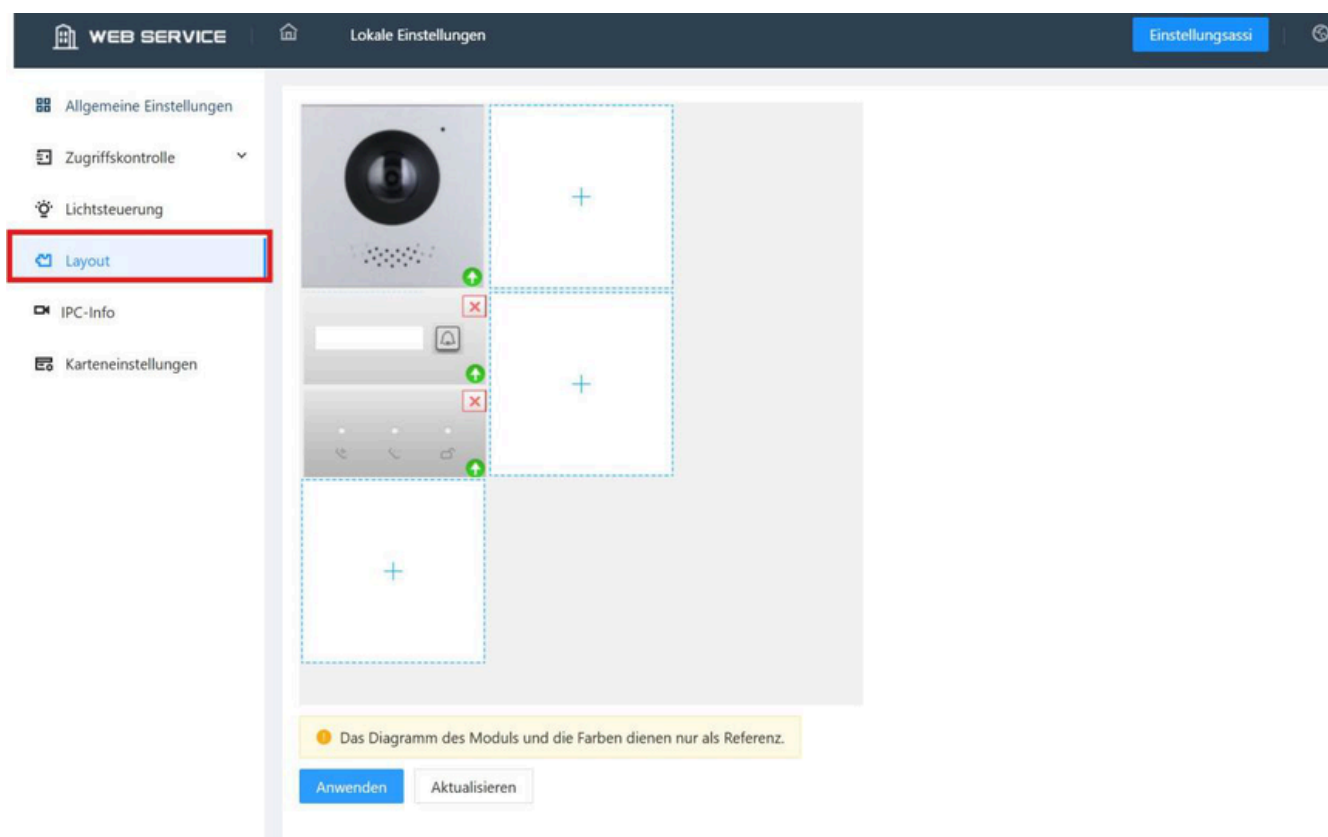 WEB SERVICE
Lokale Einstellungen
Einstellungsassi
Allgemeine Einstellungen
Zugriffskontrolle
Lichtsteuerung
Layout
IPC-Info
Karteneinstellungen
Das Diagramm des Moduls und die Farben dienen nur als Referenz.
Anwenden
Aktualisieren